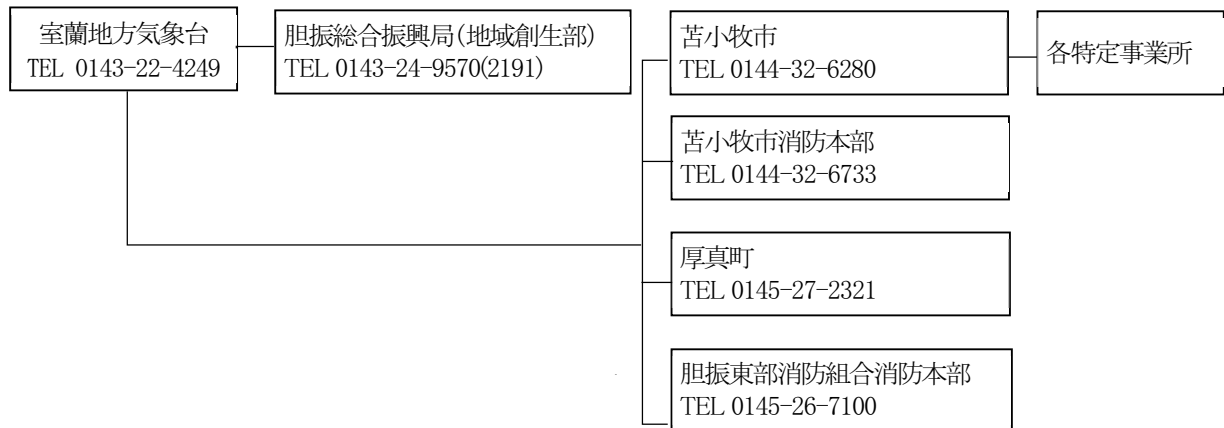 室蘭地方気象台
TEL 0143-22-4249
胆振総合振興局(地域創生部)
TEL 0143-24-9570(2191)
苫小牧市
TEL 0144-32-6280
各特定事業所
苫小牧市消防本部
TEL 0144-32-6733
厚真町
TEL 0145-27-2321
胆振東部消防組合消防本部
TEL 0145-26-7100